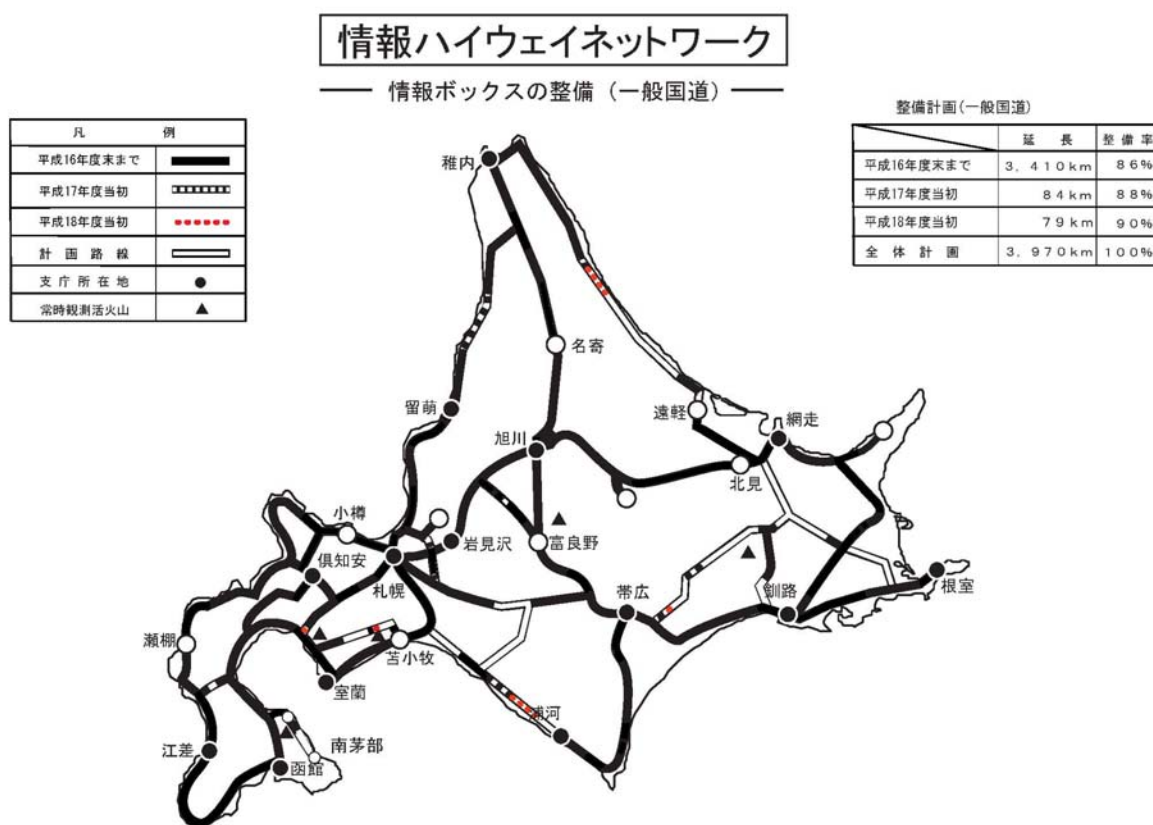 情報ハイウェイネットワーク
情報ボックスの整備(一般国道)
凡 例
平成16年度末まで
平成17年度当初
平成18年度当初
計画路線
支庁所在地
常時観測活火山
整備計画(一般国道)
延長 整備率
平成16年度末まで 3,410km 86%
平成17年度当初 84km 88%
平成18年度当初 79km 90%
全体計画 3,970km 100%
稚内
名寄
留萌
遠軽
網走
旭川
北見
小樽
岩見沢
富良野
倶知安
札幌
帯広
釧路
根室
瀬棚
苫小牧
室蘭
浦河
江差
南茅部
函館